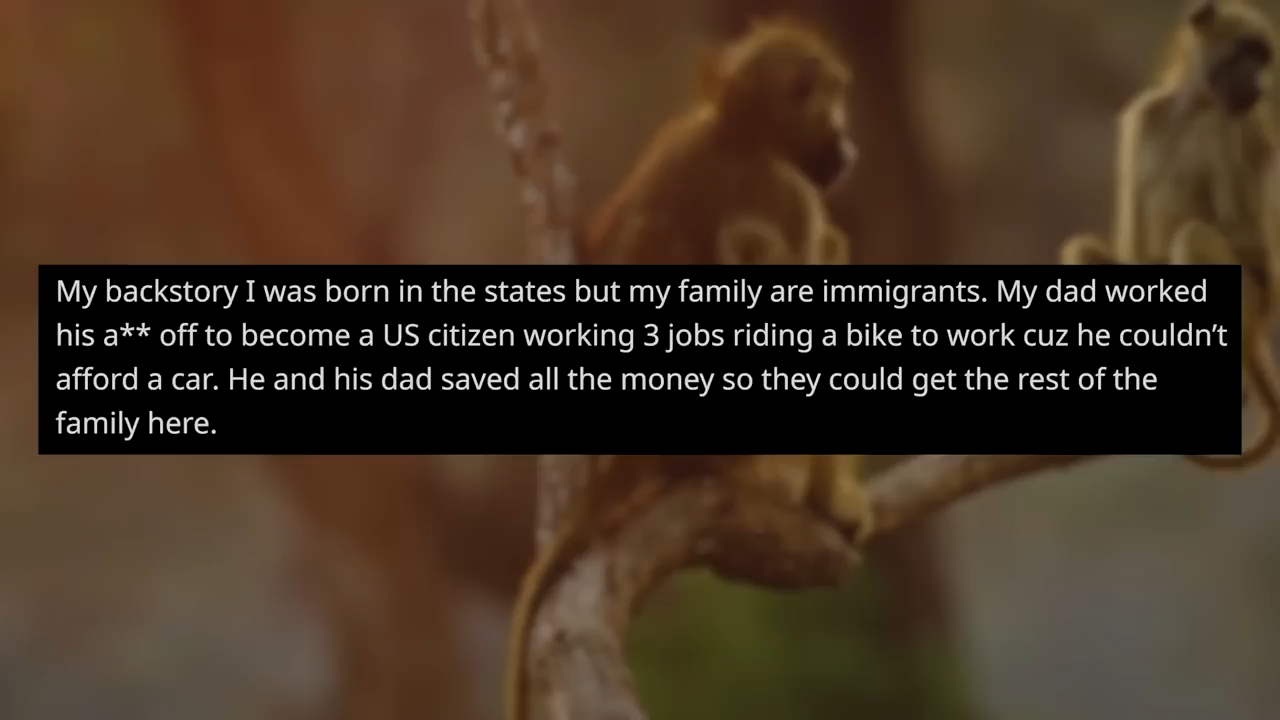 My backstory I was born in the states but my family are immigrants. My dad worked
his a** off to become a US citizen working 3 jobs riding a bike to work cuz he couldn’t
afford a car. He and his dad saved all the money so they could get the rest of the
family here.